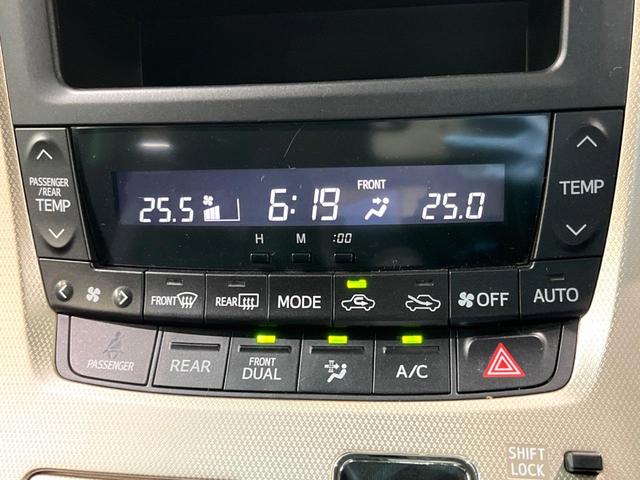 PASSENGER
/REAR
TEMP
25.5
6:19
FRONT
25.0
H M :00
TEMP
FRONT
REAR
MODE
OFF
AUTO
PASSENGER
REAR
FRONT
DUAL
A/C
SHIFT
LOCK